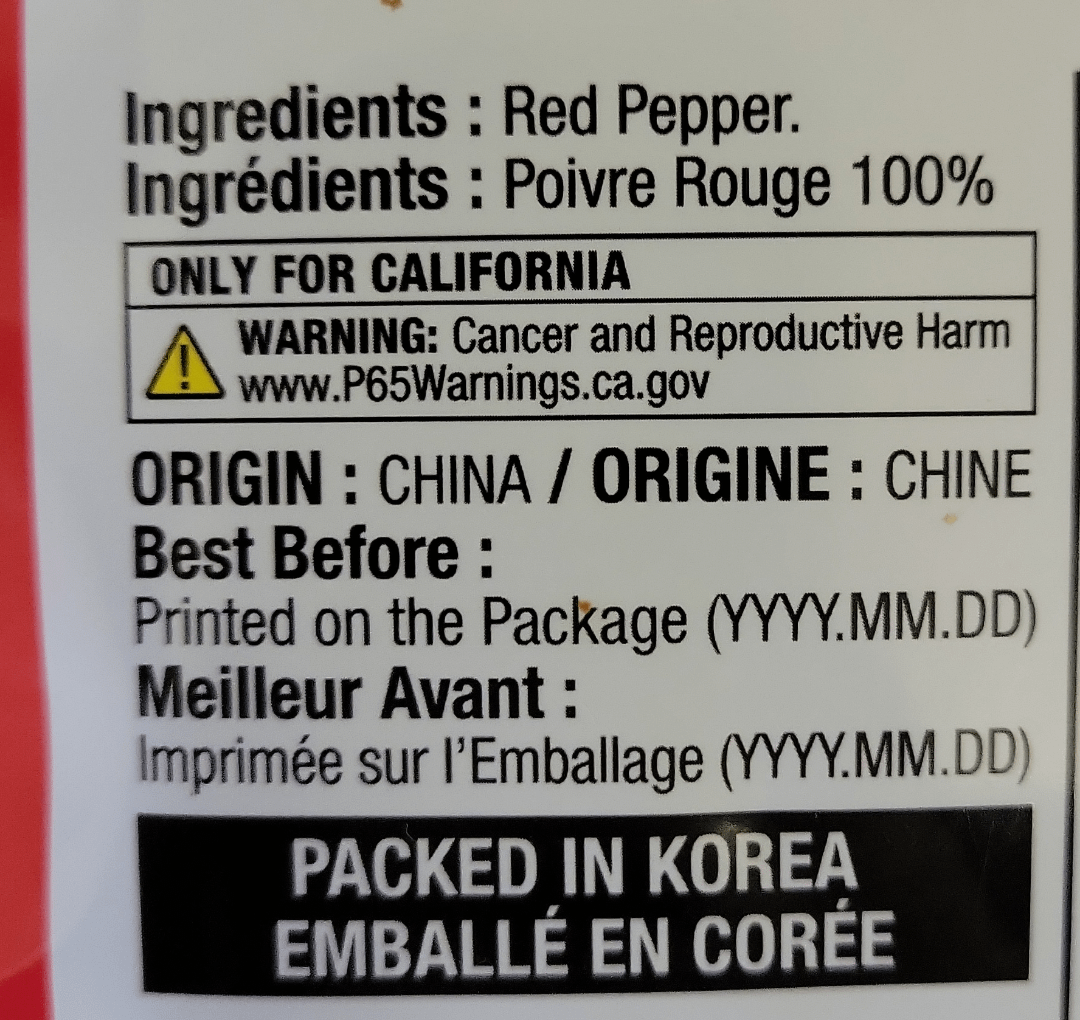 Ingredients : Red Pepper.
Ingrédients : Poivre Rouge 100%
ONLY FOR CALIFORNIA
WARNING: Cancer and Reproductive Harm
www.P65Warnings.ca.gov
ORIGIN : CHINA / ORIGINE : CHINE
Best Before :
Printed on the Package (YYYY.MM.DD)
Meilleur Avant :
Imprimée sur l'Emballage (YYYY.MM.DD)
PACKED IN KOREA
EMBALLÉ EN CORÉE